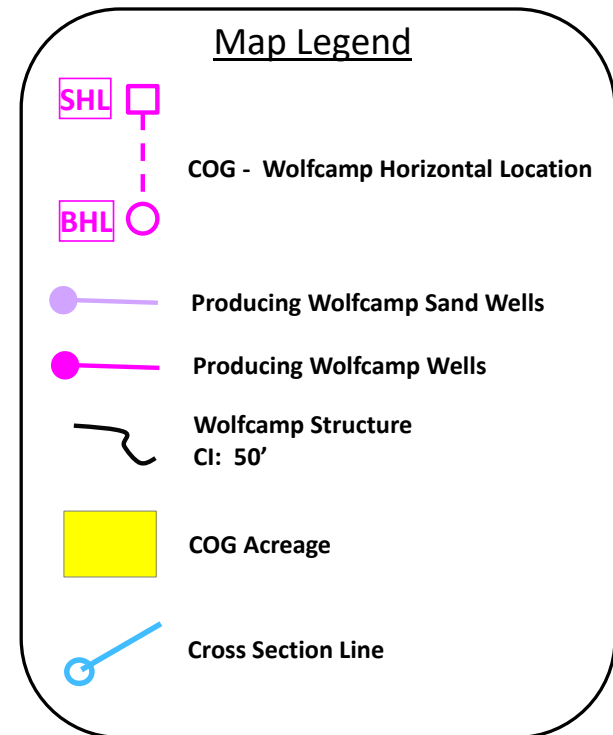 Map Legend
SHL
COG - Wolfcamp Horizontal Location
BHL
Producing Wolfcamp Sand Wells
Producing Wolfcamp Wells
Wolfcamp Structure
CI: 50’
COG Acreage
Cross Section Line